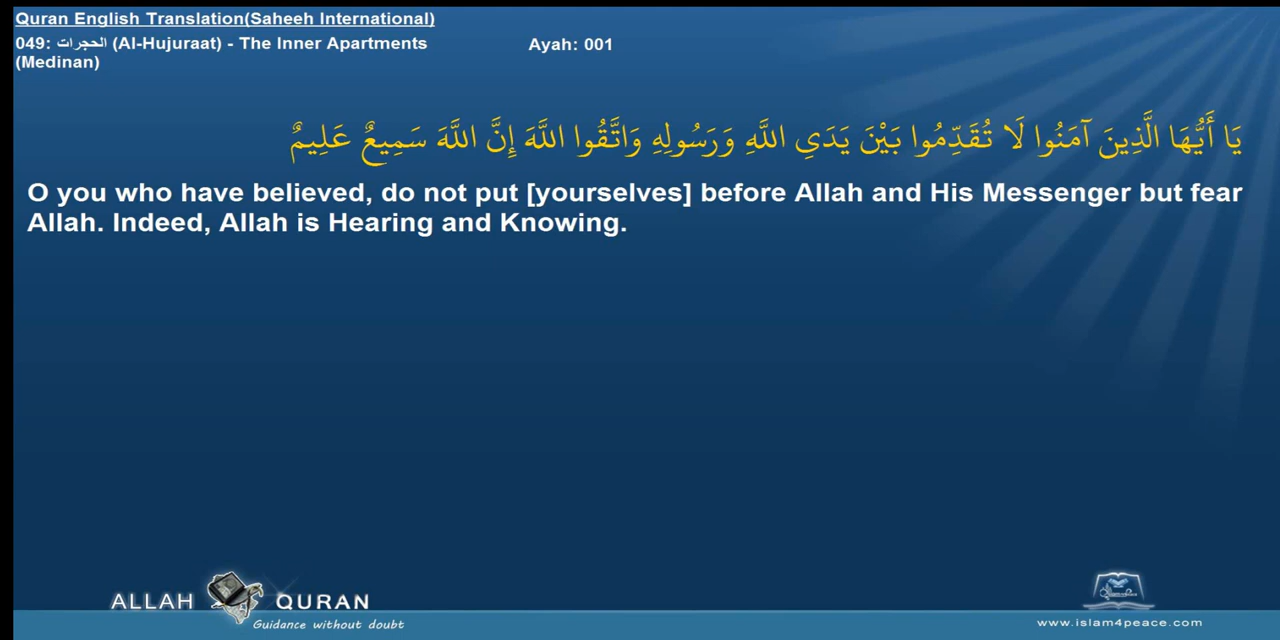 Quran English Translation(Saheeh International)
049: الحجرات (Al-Hujuraat) - The Inner Apartments
(Medinan)
Ayah: 001
يَا أَيُّهَا الَّذِينَ آمَنُوا لَا تُقَدِّمُوا بَيْنَ يَدَيِ اللَّهِ وَرَسُولِهِ وَاتَّقُوا اللَّهَ إِنَّ اللَّهَ سَمِيعٌ عَلِيمٌ
O you who have believed, do not put [yourselves] before Allah and His Messenger but fear
Allah. Indeed, Allah is Hearing and Knowing.
ALLAH QURAN
Guidance without doubt
www.islam4peace.com